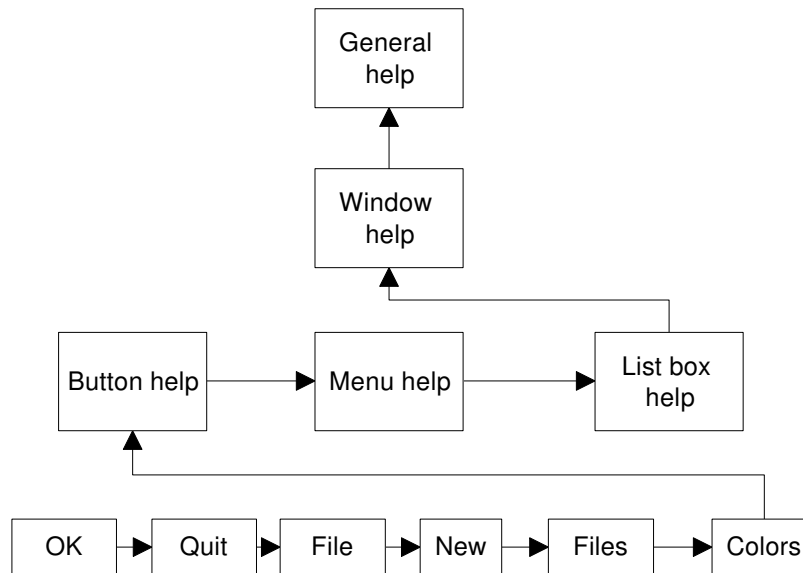 General
help
Window
help
Button help
Menu help
List box
help
OK
Quit
File
New
Files
Colors